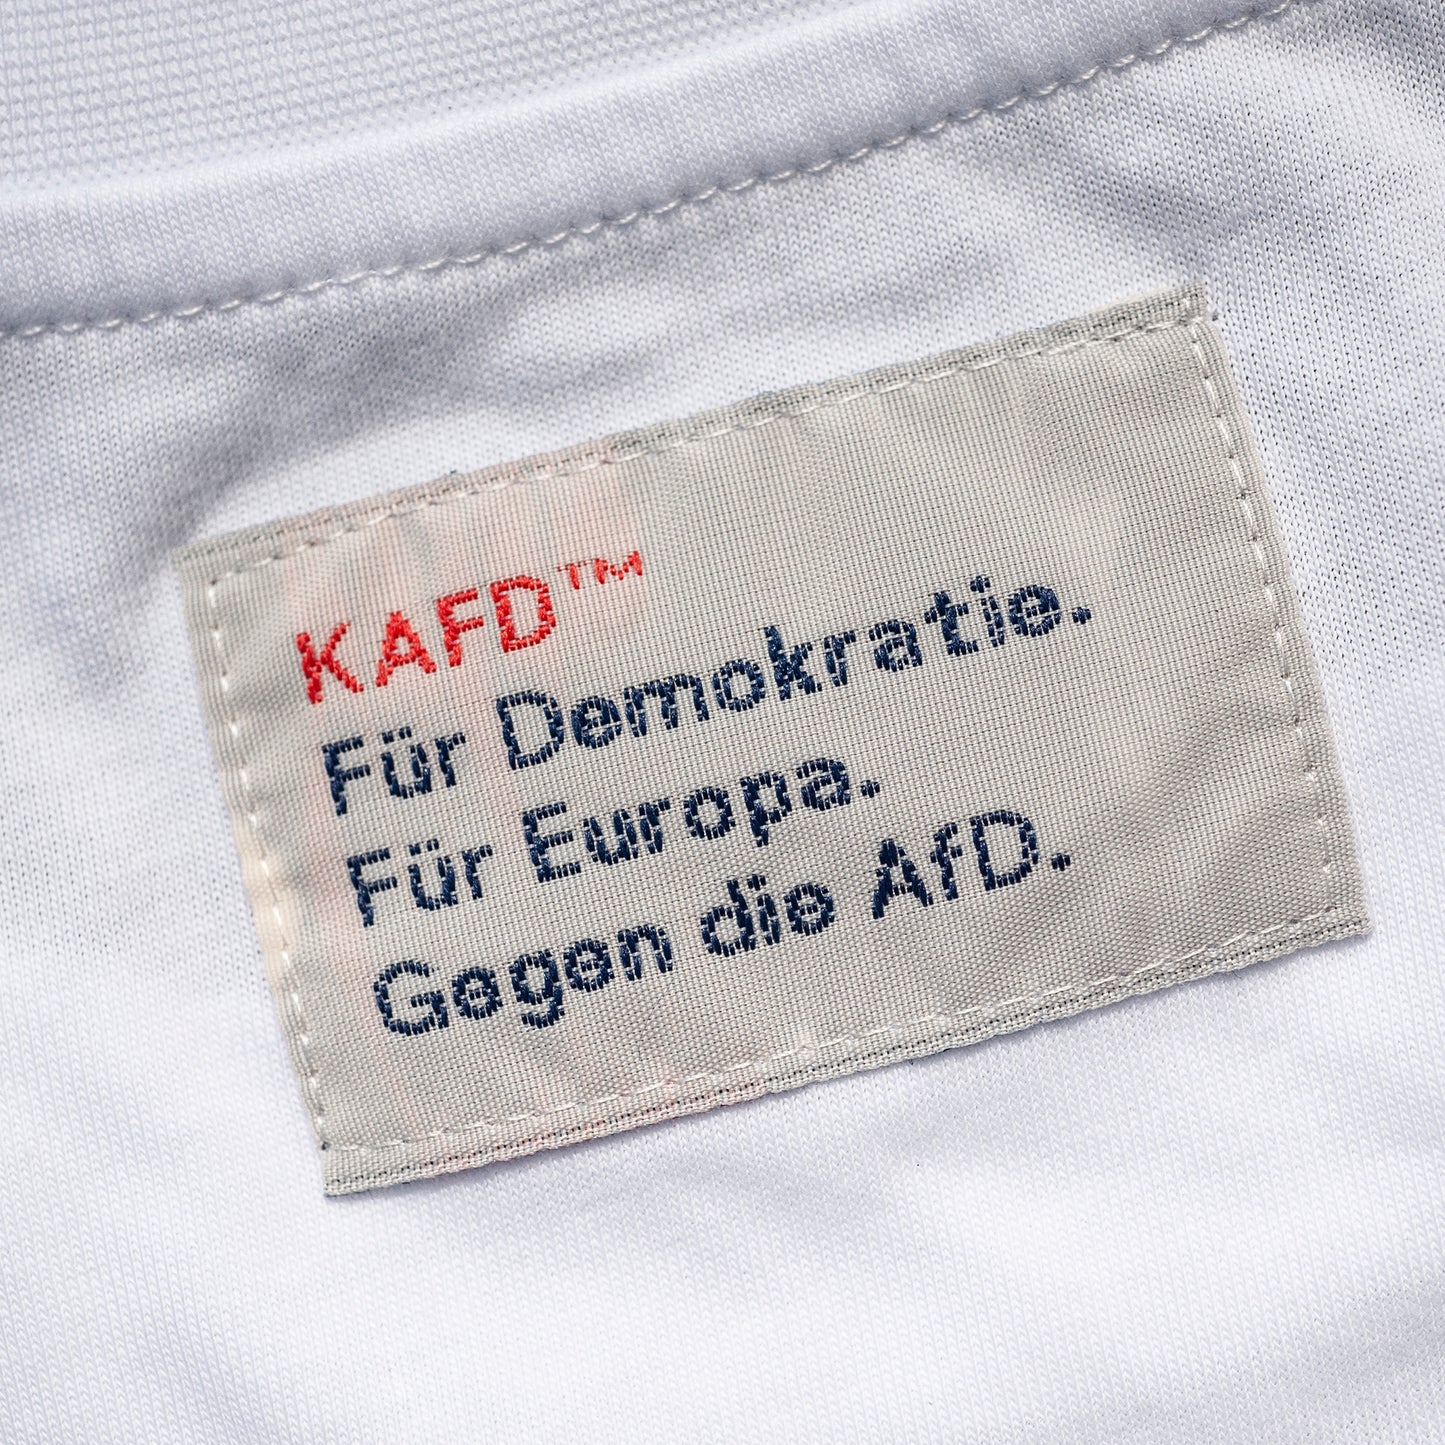 KAFD™
Für Demokratie.
Für Europa.
Gegen die AfD.